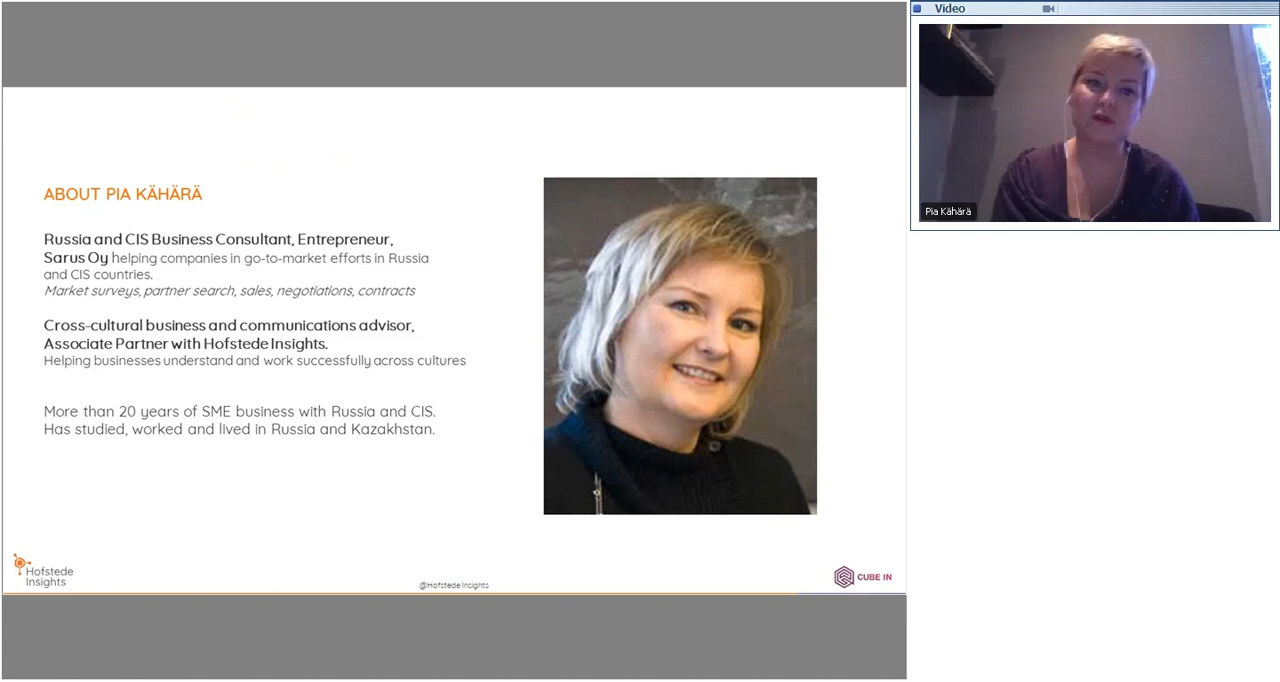 Video
Pia Kähärä
ABOUT PIA KÄHÄRÄ
Russia and CIS Business Consultant, Entrepreneur,
Sarus Oy helping companies in go-to-market efforts in Russia
and CIS countries.
Market surveys, partner search, sales, negotiations, contracts
Cross-cultural business and communications advisor,
Associate Partner with Hofstede Insights.
Helping businesses understand and work successfully across cultures
More than 20 years of SME business with Russia and CIS.
Has studied, worked and lived in Russia and Kazakhstan.
Hofstede
Insights
@Hofstede Insights
CUBE IN